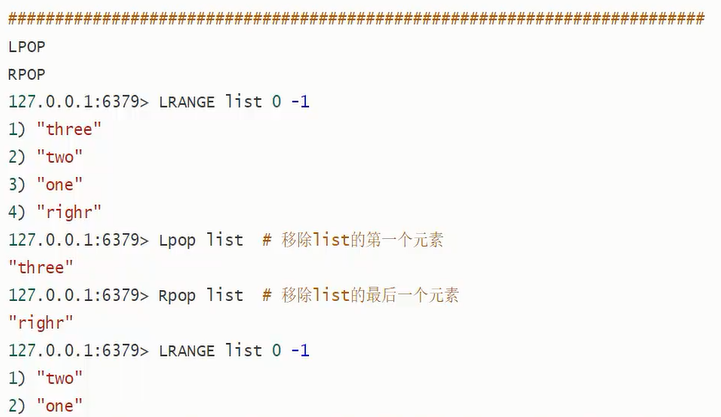 ##########################################################################
LPOP
RPOP
127.0.0.1:6379> LRANGE list 0 -1
1) "three"
2) "two"
3) "one"
4) "righr"
127.0.0.1:6379> Lpop list  # 移除list的第一个元素
"three"
127.0.0.1:6379> Rpop list  # 移除list的最后一个元素
"righr"
127.0.0.1:6379> LRANGE list 0 -1
1) "two"
2) "one"